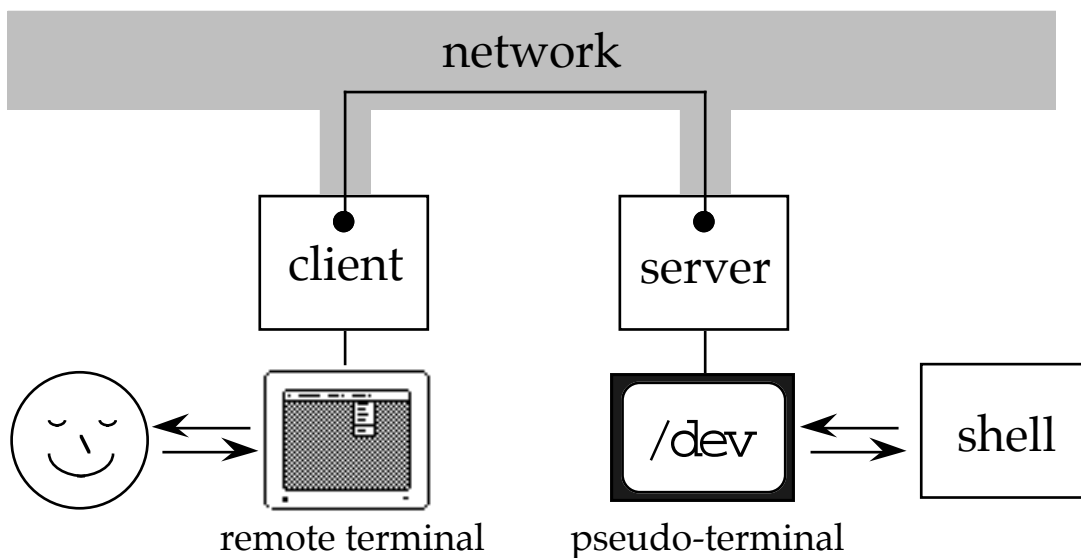 network
client
server
/dev
shell
remote terminal
pseudo-terminal